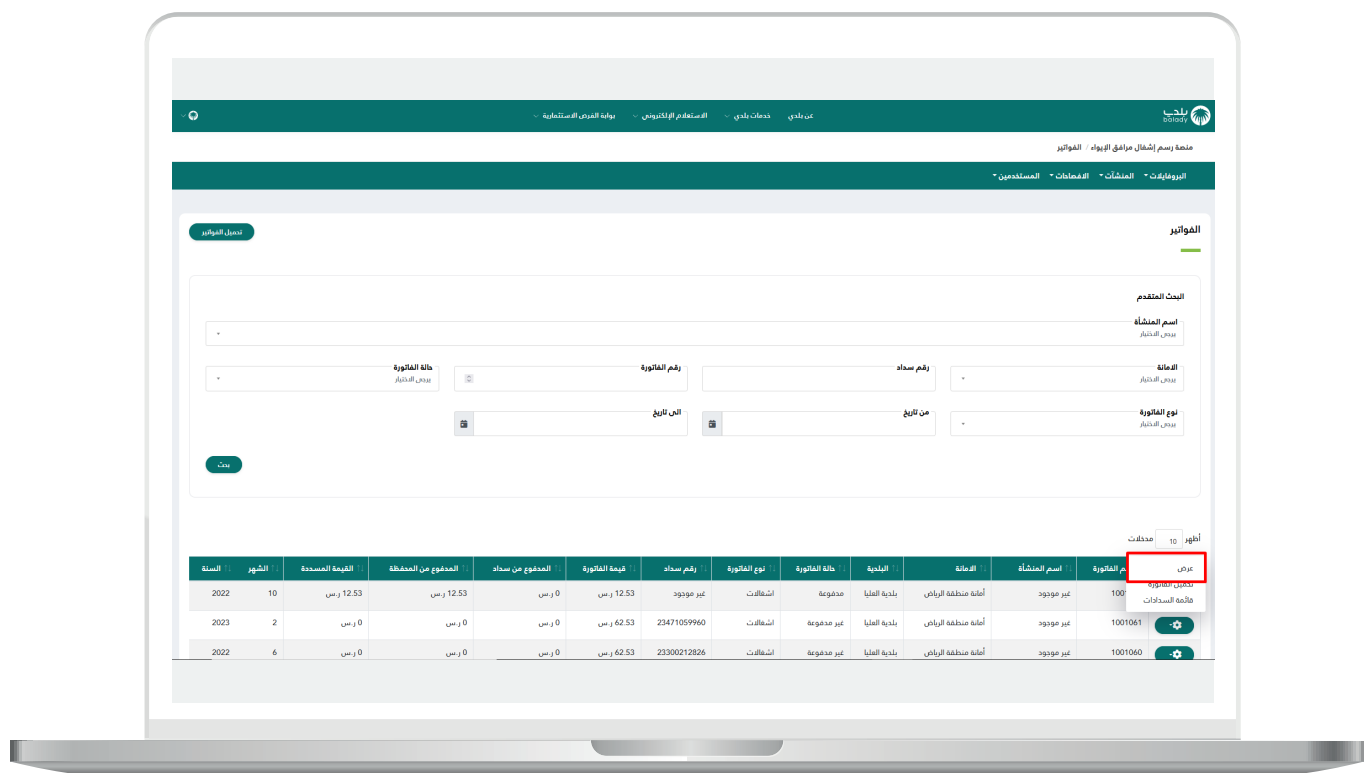 بلدي
balady
عن بلدي خدمات بلدي الاستعلام الإلكتروني بوابة الفرص الاستثمارية
منصة رسم إشغال مرافق الإيواء / الفواتير
البروفايلات المنشآت الافصاحات المستخدمين
الفواتير
تحميل الفواتير
البحث المتقدم
اسم المنشأة
يرجى الاختيار
الامانة رقم سداد رقم الفاتورة حالة الفاتورة
يرجى الاختيار يرجى الاختيار
نوع الفاتورة من تاريخ الى تاريخ
يرجى الاختيار
بحث
أظهر 10 مدخلات
عرض
تحميل الفاتورة
قائمة السدادات
الفاتورة اسم المنشأة الامانة البلدية حالة الفاتورة نوع الفاتورة رقم سداد قيمة الفاتورة المدفوع من سداد المدفوع من المحفظة القيمة المسددة الشهر السنة
غير موجود أمانة منطقة الرياض بلدية العليا مدفوعة اشغالات غير موجود 12.53 ر.س 0 ر.س 12.53 ر.س 12.53 ر.س 10 2022
1001061 غير موجود أمانة منطقة الرياض بلدية العليا غير مدفوعة اشغالات 23471059960 62.53 ر.س 0 ر.س 0 ر.س 0 ر.س 2 2023
1001060 غير موجود أمانة منطقة الرياض بلدية العليا غير مدفوعة اشغالات 23300212826 62.53 ر.س 0 ر.س 0 ر.س 0 ر.س 6 2022